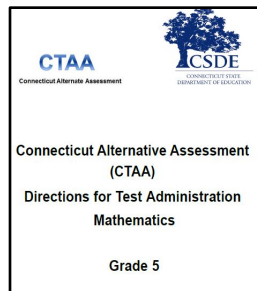 CTAA
Connecticut Alternate Assessment
CSDE
CONNECTICUT STATE
DEPARTMENT OF EDUCATION
Connecticut Alternative Assessment
(CTAA)
Directions for Test Administration
Mathematics
Grade 5